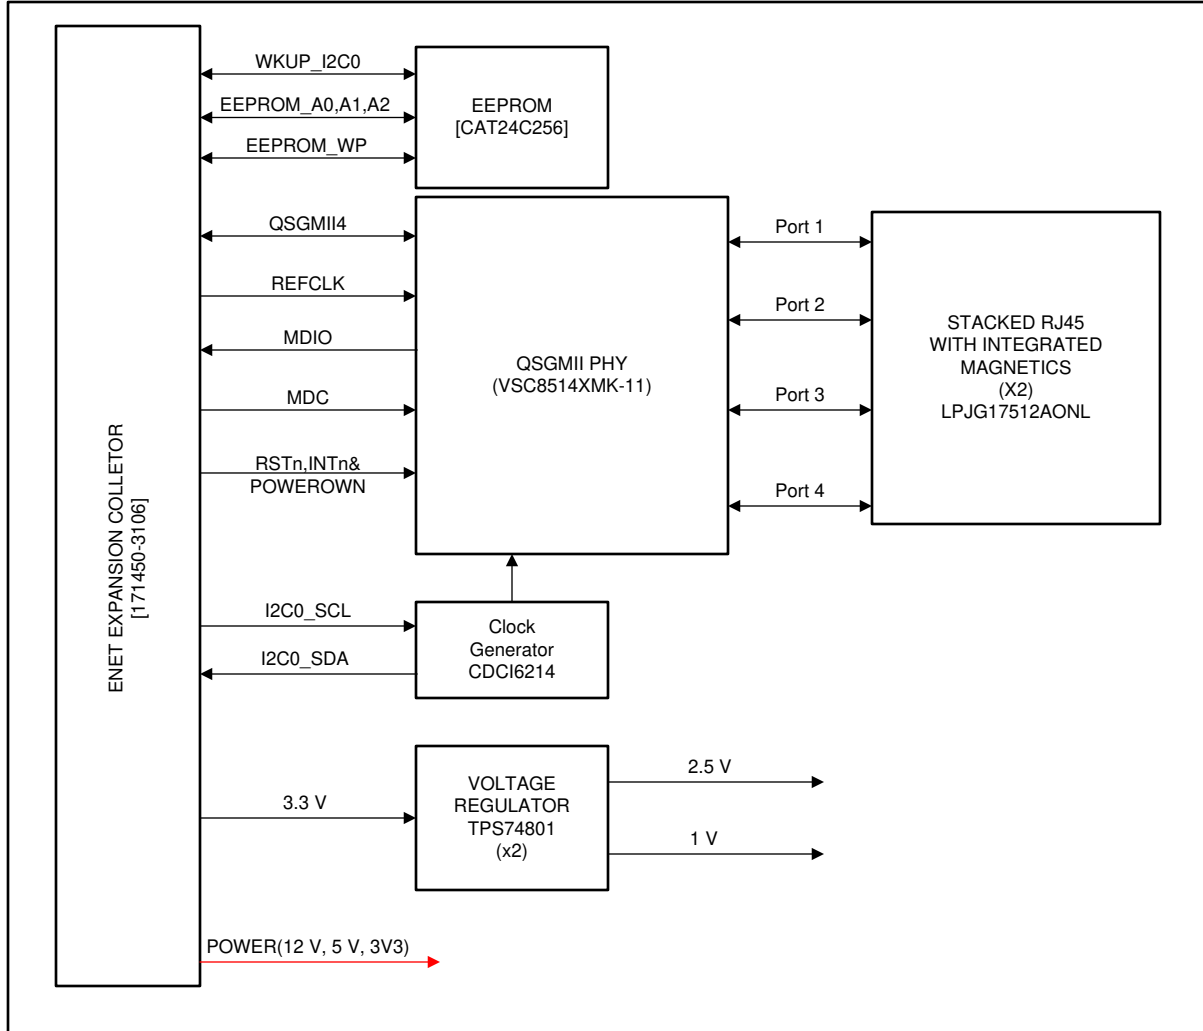 ENET EXPANSION COLLETOR
[171450-3106]
WKUP_I2C0
EEPROM_A0,A1,A2
EEPROM_WP
EEPROM
[CAT24C256]
QSGMII4
REFCLK
MDIO
MDC
RSTn,INTn&
POWEROWN
QSGMII PHY
(VSC8514XMK-11)
Port 1
Port 2
Port 3
Port 4
STACKED RJ45
WITH INTEGRATED
MAGNETICS
(X2)
LPJG17512AONL
I2C0_SCL
I2C0_SDA
Clock
Generator
CDCI6214
3.3 V
VOLTAGE
REGULATOR
TPS74801
(x2)
2.5 V
1 V
POWER(12 V, 5 V, 3V3)